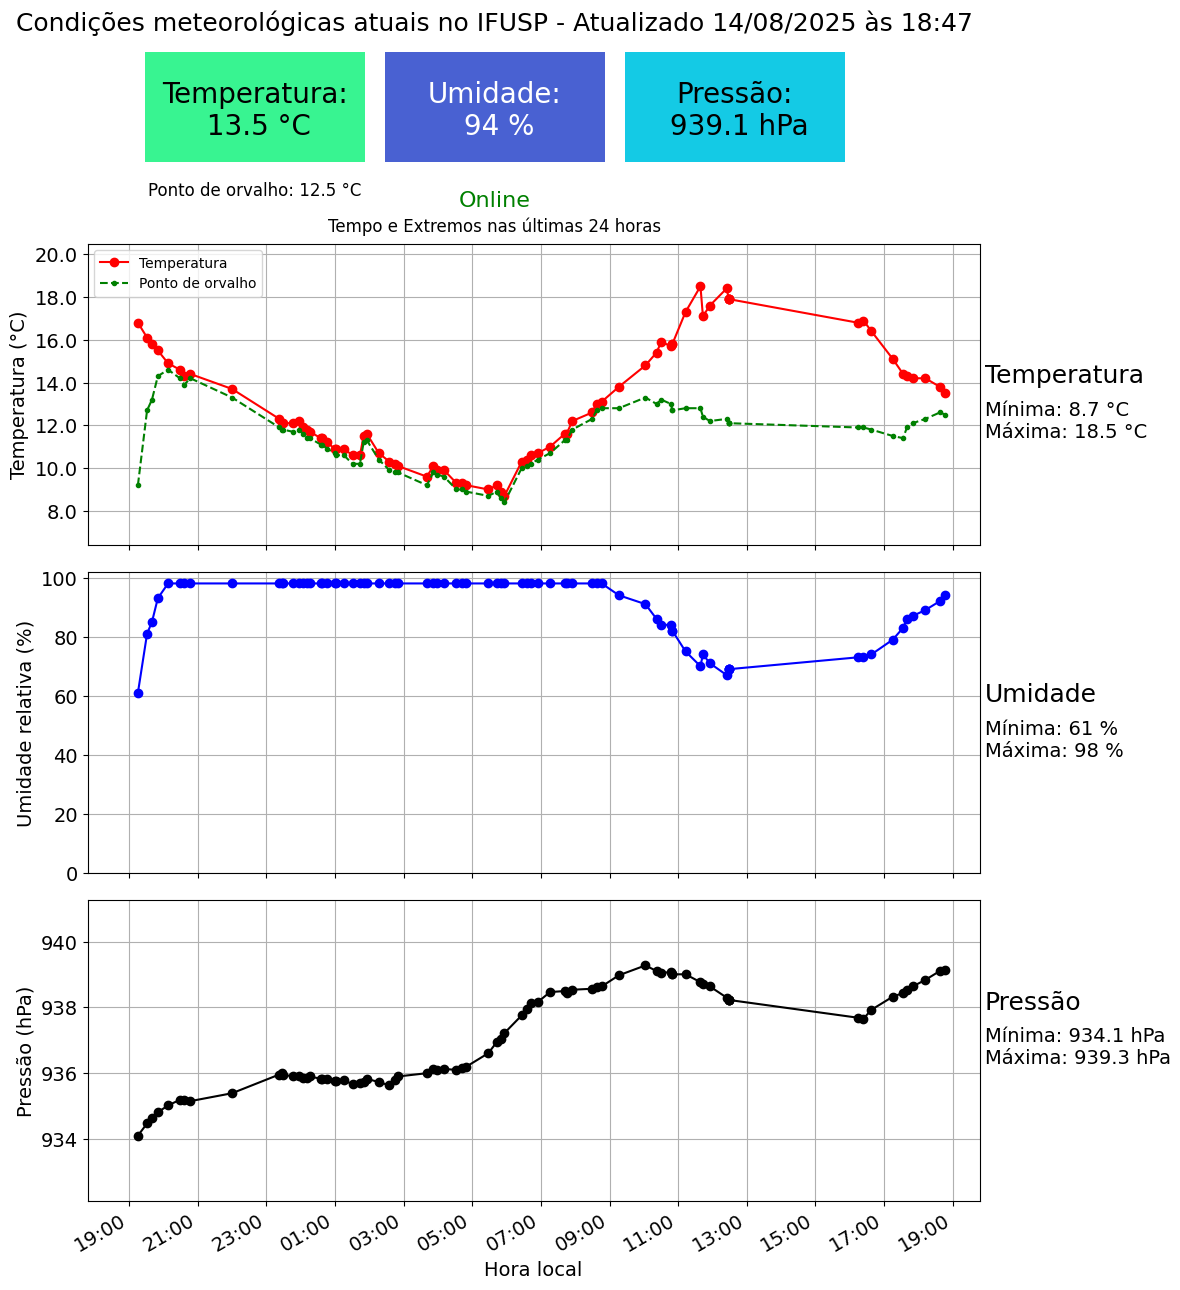 Condições meteorológicas atuais no IFUSP - Atualizado 14/08/2025 às 18:47
Temperatura:
13.5 °C
Umidade:
94 %
Pressão:
939.1 hPa
Ponto de orvalho: 12.5 °C
Online
Tempo e Extremos nas últimas 24 horas
Temperatura (°C)
20.0
18.0
16.0
14.0
12.0
10.0
8.0
Temperatura
Ponto de orvalho
Temperatura
Mínima: 8.7 °C
Máxima: 18.5 °C
Umidade relativa (%)
100
80
60
40
20
0
Umidade
Mínima: 61 %
Máxima: 98 %
Pressão (hPa)
940
938
936
934
Pressão
Mínima: 934.1 hPa
Máxima: 939.3 hPa
19:00
21:00
23:00
01:00
03:00
05:00
07:00
09:00
11:00
13:00
15:00
17:00
19:00
Hora local